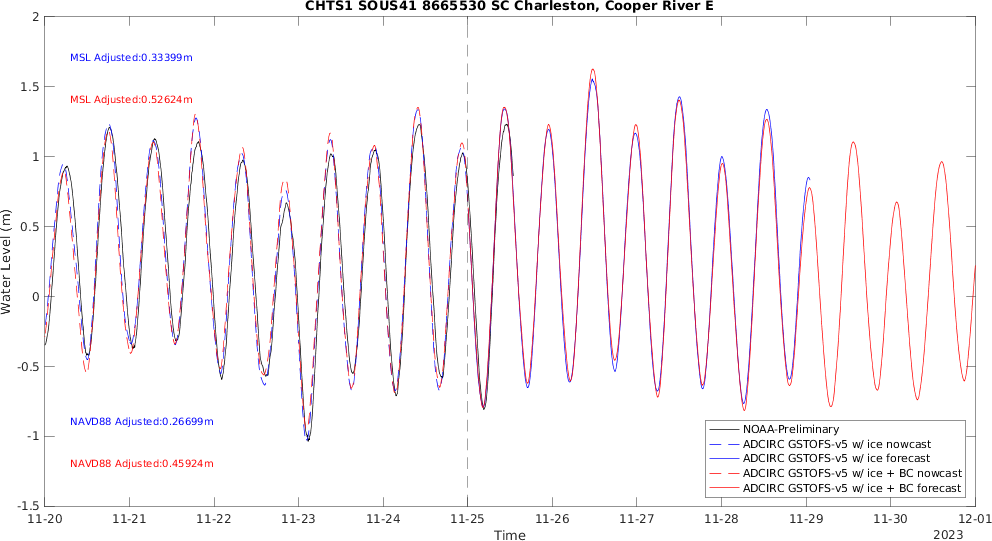 CHTS1 SOUS41 8665530 SC Charleston, Cooper River E
2
1.5
1
0.5
0
-0.5
-1
-1.5
Water Level (m)
MSL Adjusted:0.33399m
MSL Adjusted:0.52624m
NAVD88 Adjusted:0.26699m
NAVD88 Adjusted:0.45924m
NOAA-Preliminary
ADCIRC GSTOFS-v5 w/ ice nowcast
ADCIRC GSTOFS-v5 w/ ice forecast
ADCIRC GSTOFS-v5 w/ ice + BC nowcast
ADCIRC GSTOFS-v5 w/ ice + BC forecast
11-20 11-21 11-22 11-23 11-24 11-25 11-26 11-27 11-28 11-29 11-30 12-01
Time
2023